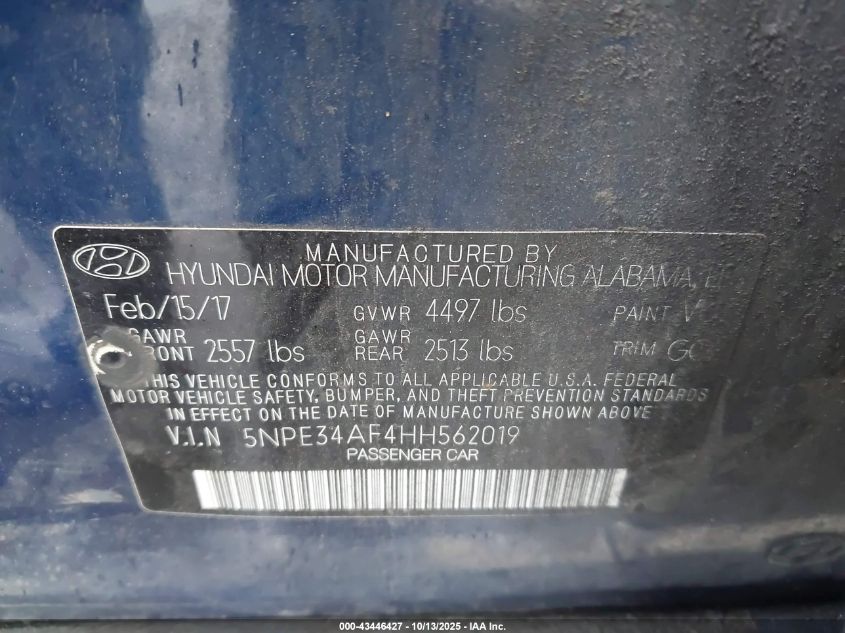 MANUFACTURED BY
HYUNDAI MOTOR MANUFACTURING ALABAMA,
Feb/15/17 GVWR 4497 lbs PAINT
GAWR FRONT 2557 lbs GAWR REAR 2513 lbs TRIM
THIS VEHICLE CONFORMS TO ALL APPLICABLE U.S.A. FEDERAL
MOTOR VEHICLE SAFETY, BUMPER, AND THEFT PREVENTION STANDARDS
IN EFFECT ON THE DATE OF MANUFACTURE SHOWN ABOVE
V.I.N 5NPE34AF4HH562019
PASSENGER CAR
000-43446427 - 10/13/2025 - IAA Inc.